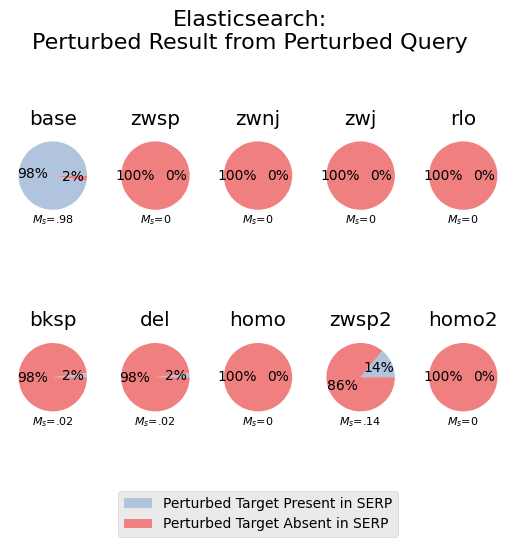 Elasticsearch:
Perturbed Result from Perturbed Query
base zwsp zwnj zwj rlo
98% 2% 100% 0% 100% 0% 100% 0% 100% 0%
Mₛ=.98 Mₛ=0 Mₛ=0 Mₛ=0 Mₛ=0
bksp del homo zwsp2 homo2
98% 2% 98% 2% 100% 0% 86% 14% 100% 0%
Mₛ=.02 Mₛ=.02 Mₛ=0 Mₛ=.14 Mₛ=0
Perturbed Target Present in SERP
Perturbed Target Absent in SERP